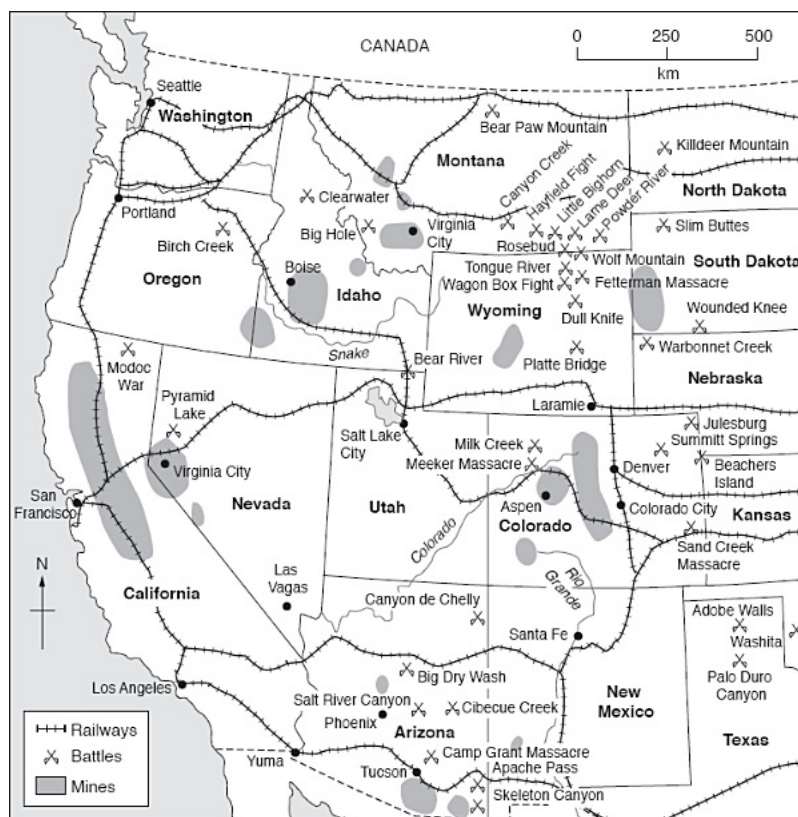 CANADA
0 250 500
km
Seattle
Washington
Bear Paw Mountain
Killdeer Mountain
Montana
Canyon Creek
Hayfield Fight
Little Bighorn
Lame Deer
Powder River
North Dakota
Portland
Clearwater
Birch Creek
Big Hole
Virginia
City
Rosebud
Slim Buttes
Oregon
Boise
Idaho
Tongue River
Wagon Box Fight
Wolf Mountain
South Dakota
Fetterman Massacre
Wyoming
Dull Knife
Wounded Knee
Snake
Modoc
War
Bear River
Platte Bridge
Warbonnet Creek
Nebraska
Pyramid
Lake
Laramie
Salt Lake
City
Milk Creek
Meeker Massacre
Julesburg
Summitt Springs
Virginia City
Denver
Beachers
Island
San
Francisco
Nevada
Utah
Aspen
Colorado
Colorado City
Kansas
Colorado
Sand Creek
Massacre
Las
Vagas
California
Rio
Grande
Canyon de Chelly
N
Santa Fe
Adobe Walls
Washita
Palo Duro
Canyon
Los Angeles
Big Dry Wash
Salt River Canyon
Phoenix
Cibecue Creek
Arizona
New
Mexico
Texas
Railways
Battles
Mines
Yuma
Camp Grant Massacre
Tucson
Apache Pass
Skeleton Canyon